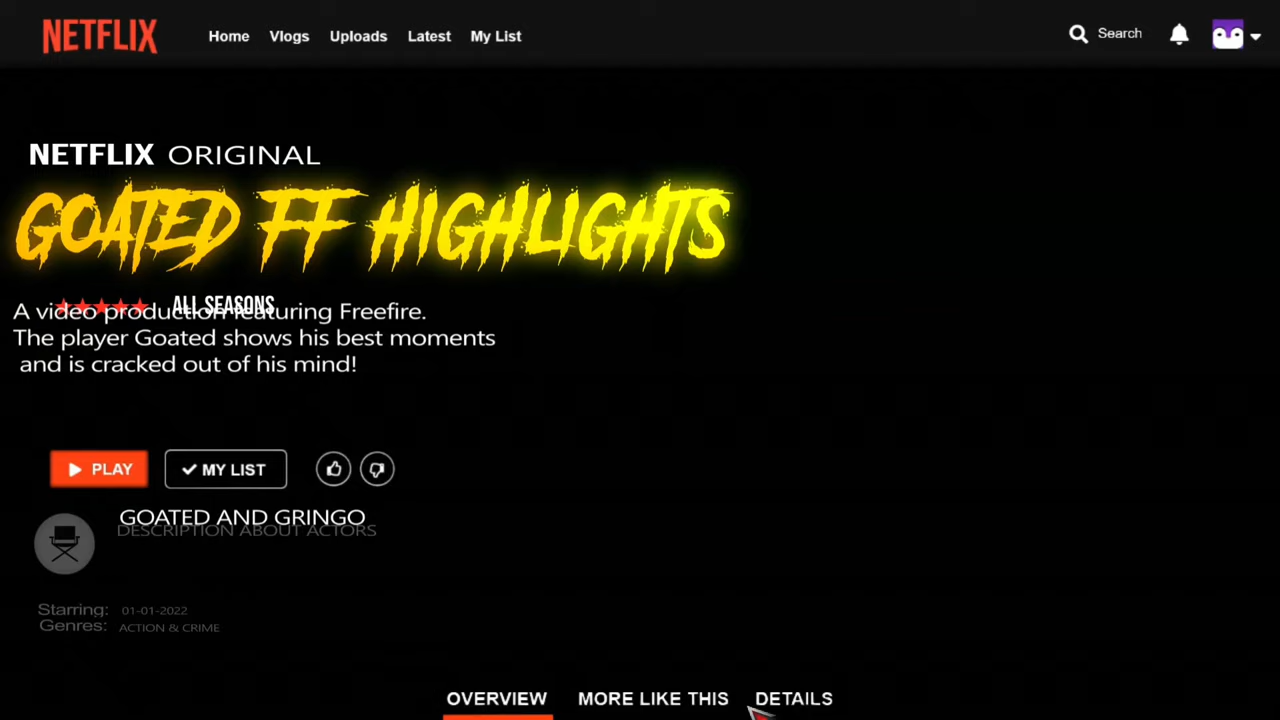 NETFLIX Home Vlogs Uploads Latest My List Search
NETFLIX ORIGINAL
GOATED FF HIGHLIGHTS
ALL SEASONS
A video production featuring Freefire.
The player Goated shows his best moments
and is cracked out of his mind!
PLAY MY LIST
GOATED AND GRINGO
DESCRIPTION ABOUT ACTORS
Starring: 01-01-2022
Genres: ACTION & CRIME
OVERVIEW MORE LIKE THIS DETAILS